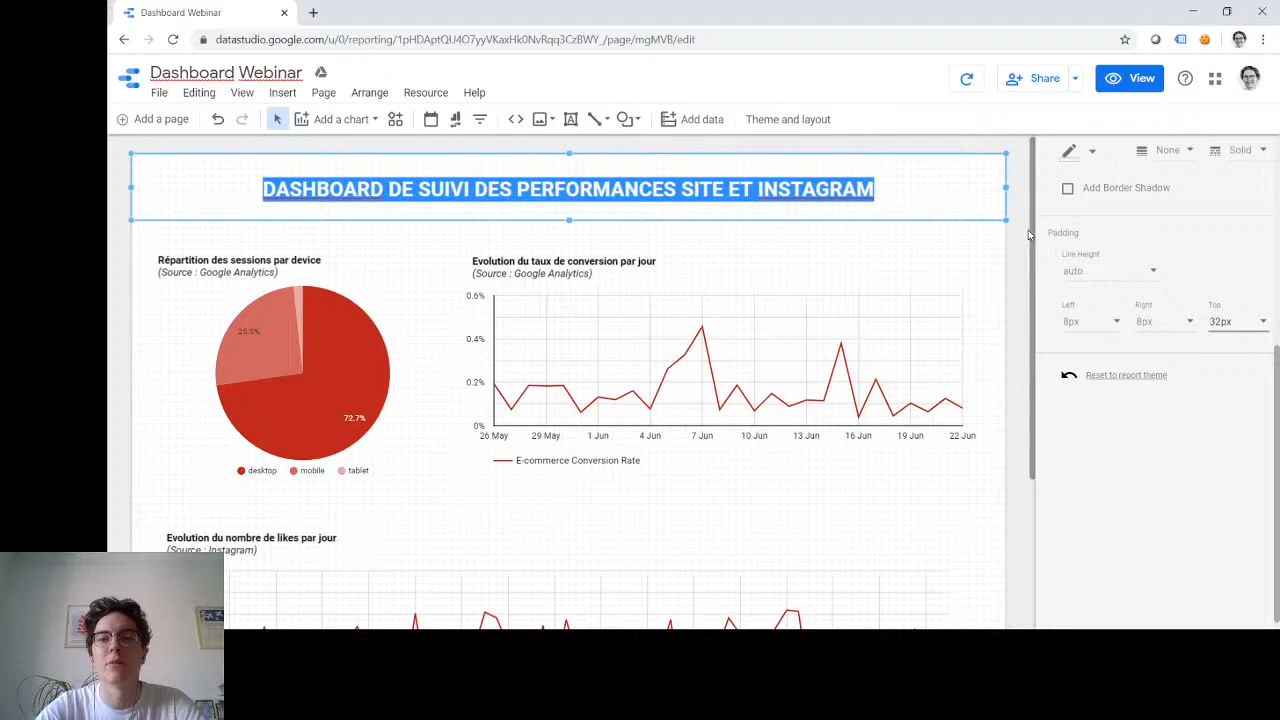 Dashboard Webinar
datastudio.google.com/u/0/reporting/1pHDAptQU4O7yyVKaxHk0NvRqq3CzBWY_/page/mgMVB/edit
Dashboard Webinar
Share
View
File Editing View Insert Page Arrange Resource Help
Add a page
Add a chart
Add data
Theme and layout
None
Solid
DASHBOARD DE SUIVI DES PERFORMANCES SITE ET INSTAGRAM
Add Border Shadow
Padding
Line Height
auto
Left Right Top
8px 8px 32px
Reset to report theme
Répartition des sessions par device
(Source : Google Analytics)
72.7%
desktop mobile tablet
Evolution du taux de conversion par jour
(Source : Google Analytics)
0.6%
0.4%
0.2%
0%
26 May 29 May 1 Jun 4 Jun 7 Jun 10 Jun 13 Jun 16 Jun 19 Jun 22 Jun
E-commerce Conversion Rate
Evolution du nombre de likes par jour
(Source : Instagram)